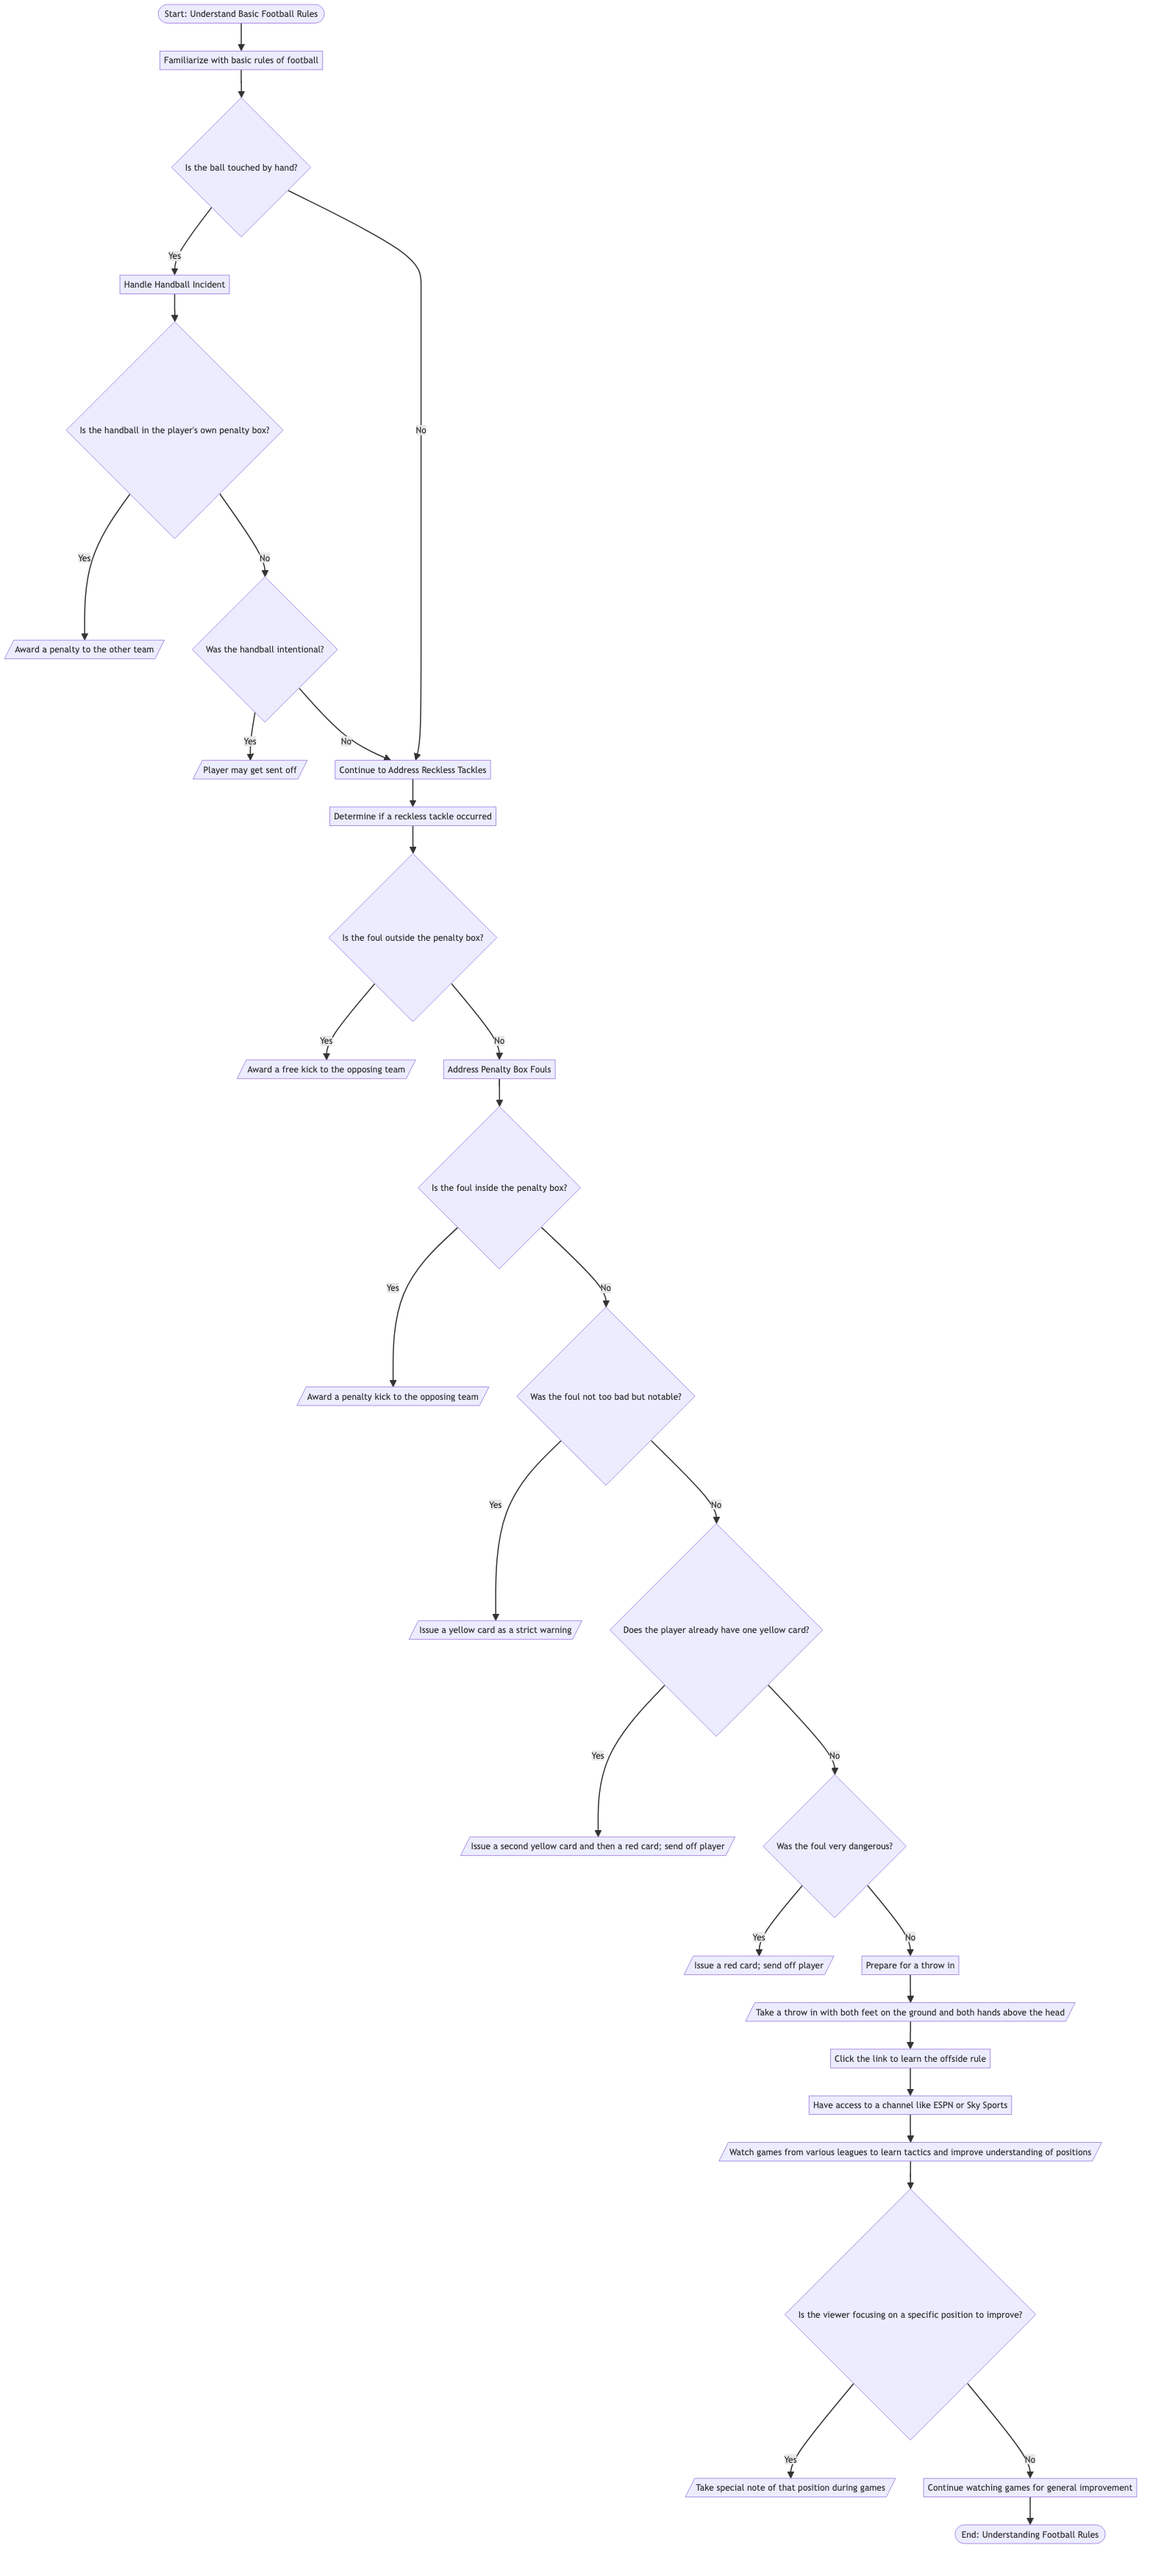 Start: Understand Basic Football Rules
Familiarize with basic rules of football
Is the ball touched by hand?
Yes
Handle Handball Incident
No
Is the handball in the player's own penalty box?
Yes
No
Award a penalty to the other team
Was the handball intentional?
Yes
No
Player may get sent off
Continue to Address Reckless Tackles
Determine if a reckless tackle occurred
Is the foul outside the penalty box?
Yes
No
Award a free kick to the opposing team
Address Penalty Box Fouls
Is the foul inside the penalty box?
Yes
No
Award a penalty kick to the opposing team
Was the foul not too bad but notable?
Yes
No
Issue a yellow card as a strict warning
Does the player already have one yellow card?
Yes
No
Issue a second yellow card and then a red card; send off player
Was the foul very dangerous?
Yes
No
Issue a red card; send off player
Prepare for a throw in
Take a throw in with both feet on the ground and both hands above the head
Click the link to learn the offside rule
Have access to a channel like ESPN or Sky Sports
Watch games from various leagues to learn tactics and improve understanding of positions
Is the viewer focusing on a specific position to improve?
Yes
No
Take special note of that position during games
Continue watching games for general improvement
End: Understanding Football Rules